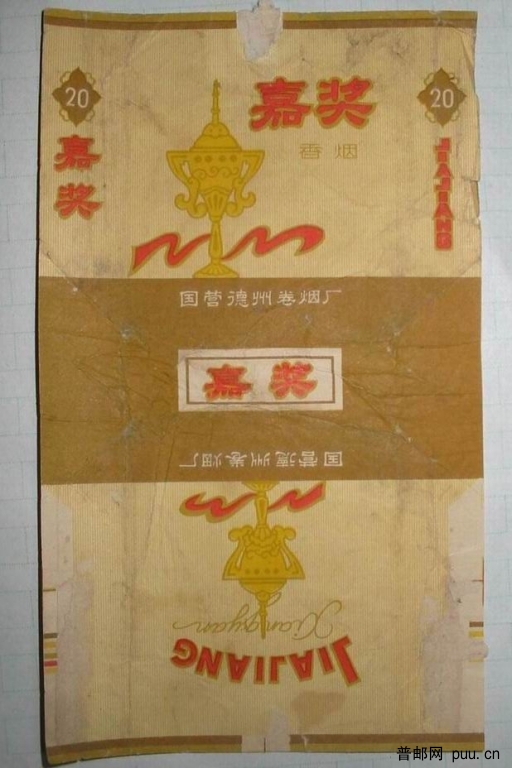 20
嘉奖
嘉奖
香烟
20
JIAJIANG
国营德州卷烟厂
嘉奖
国营德州卷烟厂
Xiangyan
JIAJIANG
普邮网 puu.cn